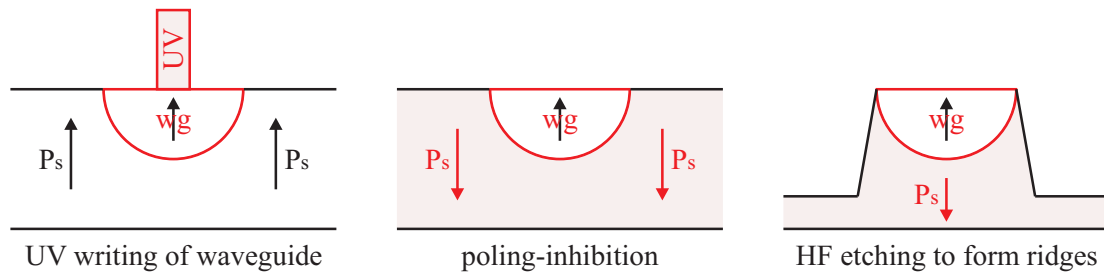 UV
wg
Ps
Ps
UV writing of waveguide
wg
Ps
Ps
poling-inhibition
wg
Ps
HF etching to form ridges